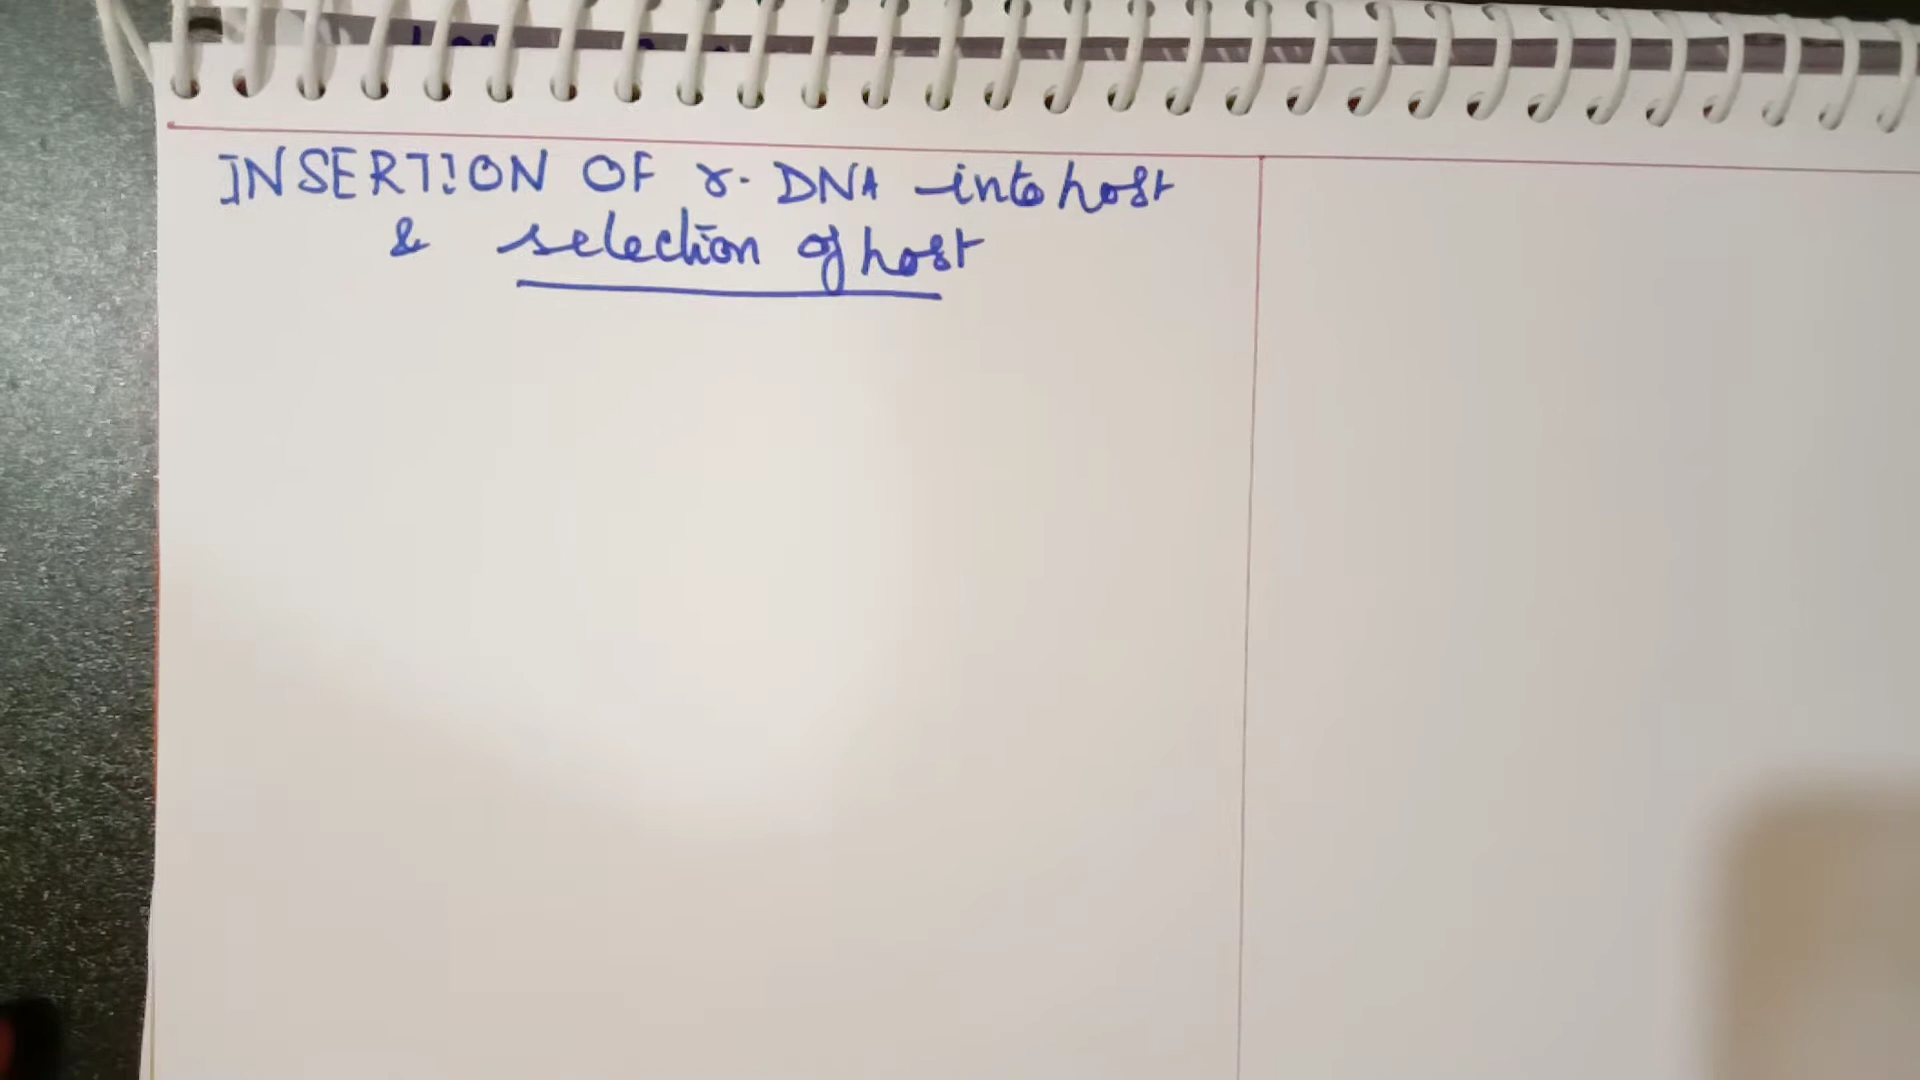 INSERTION OF r. DNA into host
& selection of host